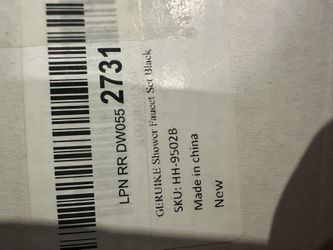 LPN RR DW055 2731
GERUIKE Shower Faucet Set Black
SKU: HH-9502B
Made in china
New